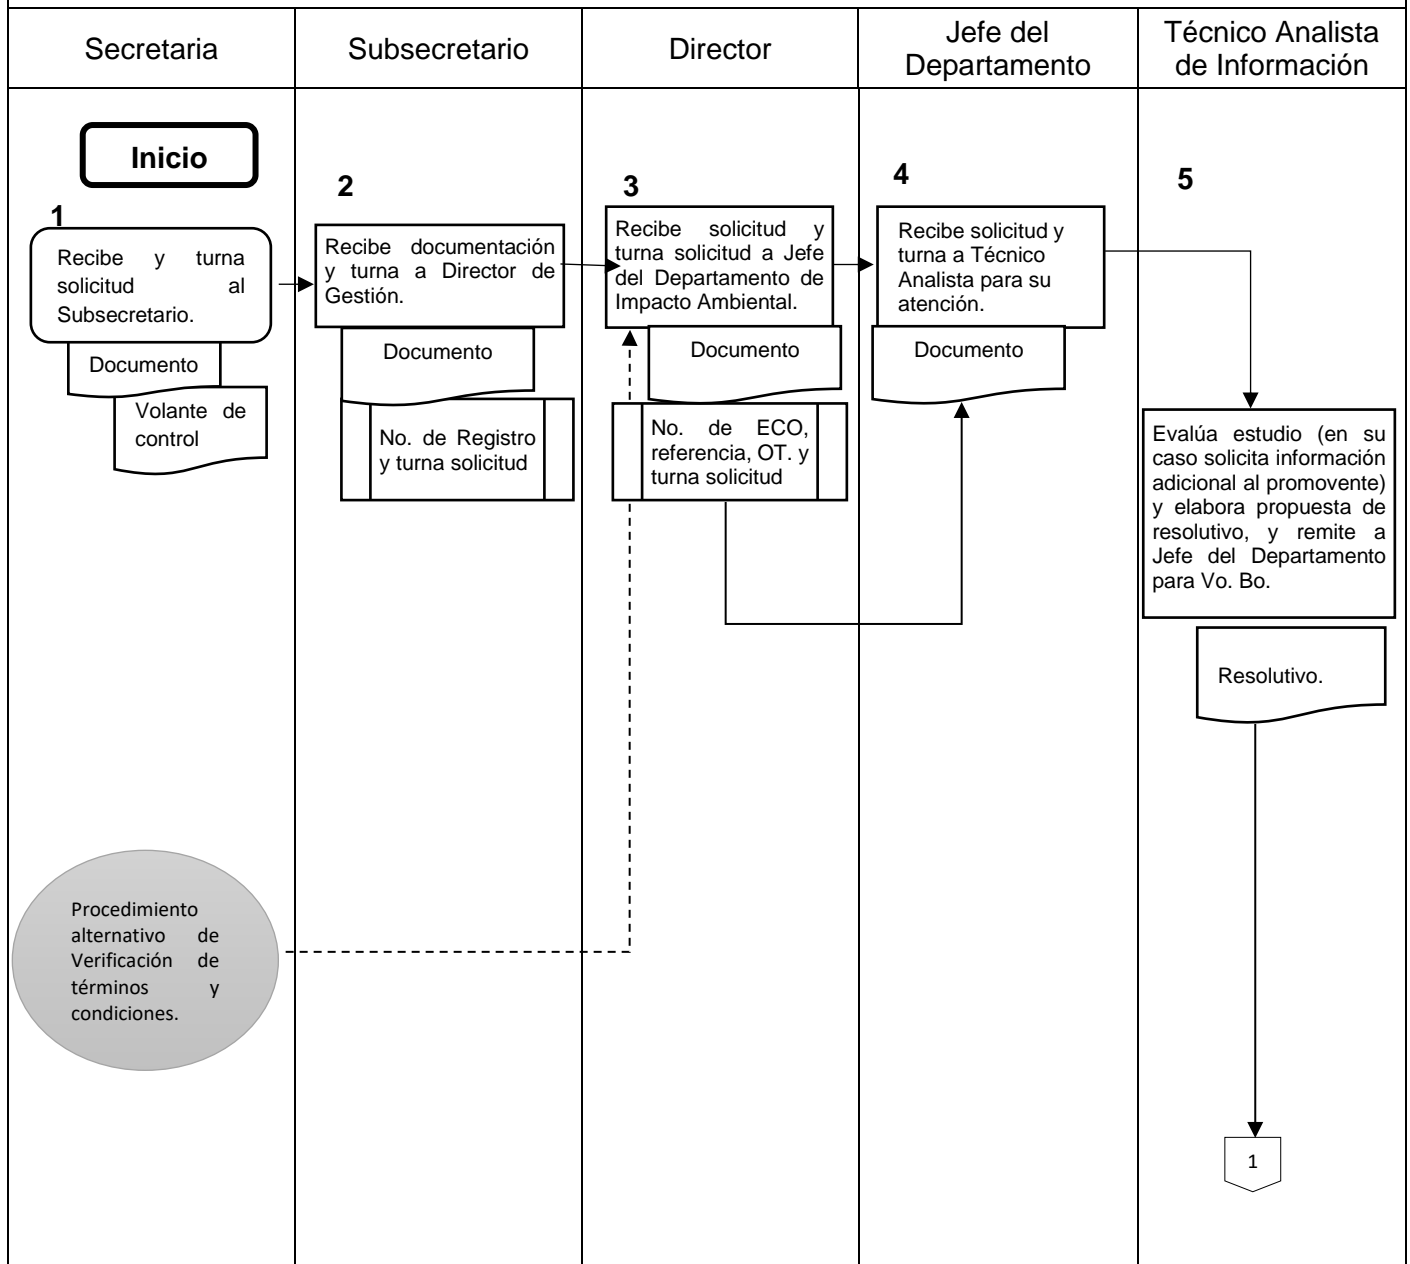 Secretaria
Subsecretario
Director
Jefe del
Departamento
Técnico Analista
de Información
Inicio
1
Recibe y turna
solicitud al
Subsecretario.
Documento
Volante de
control
2
Recibe documentación
y turna a Director de
Gestión.
Documento
No. de Registro
y turna solicitud
3
Recibe solicitud y
turna solicitud a Jefe
del Departamento de
Impacto Ambiental.
Documento
No. de ECO,
referencia, OT. y
turna solicitud
4
Recibe solicitud y
turna a Técnico
Analista para su
atención.
Documento
5
Evalúa estudio (en su
caso solicita información
adicional al promovente)
y elabora propuesta de
resolutivo, y remite a
Jefe del Departamento
para Vo. Bo.
Resolutivo.
Procedimiento
alternativo de
Verificación de
términos y
condiciones.
1